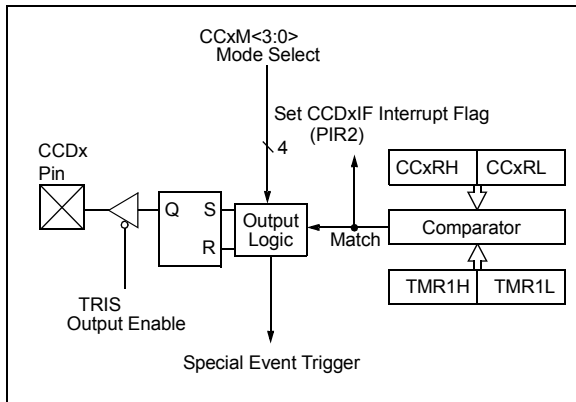 CCxM<3:0>
Mode Select
Set CCDxIF Interrupt Flag
(PIR2)
4
CCDx
Pin
CCxRH CCxRL
Q S
R
Output
Logic
Match
Comparator
TRIS
Output Enable
TMR1H TMR1L
Special Event Trigger